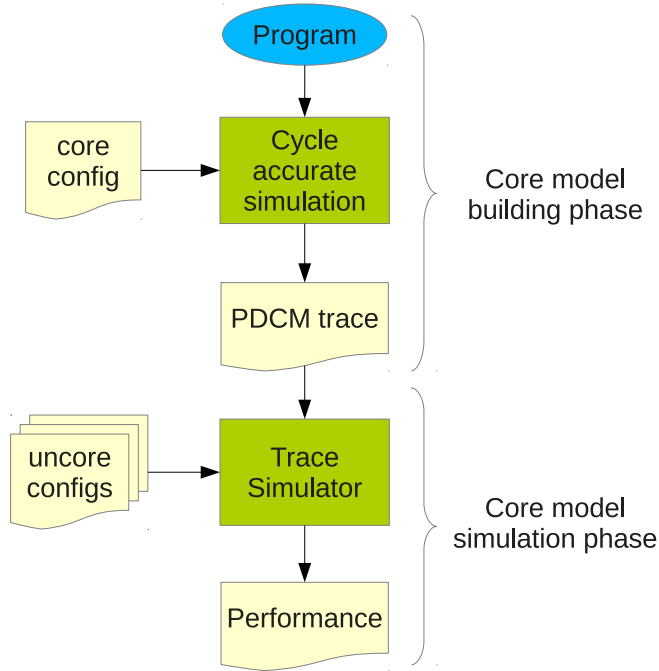 Program
core
config
Cycle
accurate
simulation
Core model
building phase
PDCM trace
uncore
configs
Trace
Simulator
Core model
simulation phase
Performance